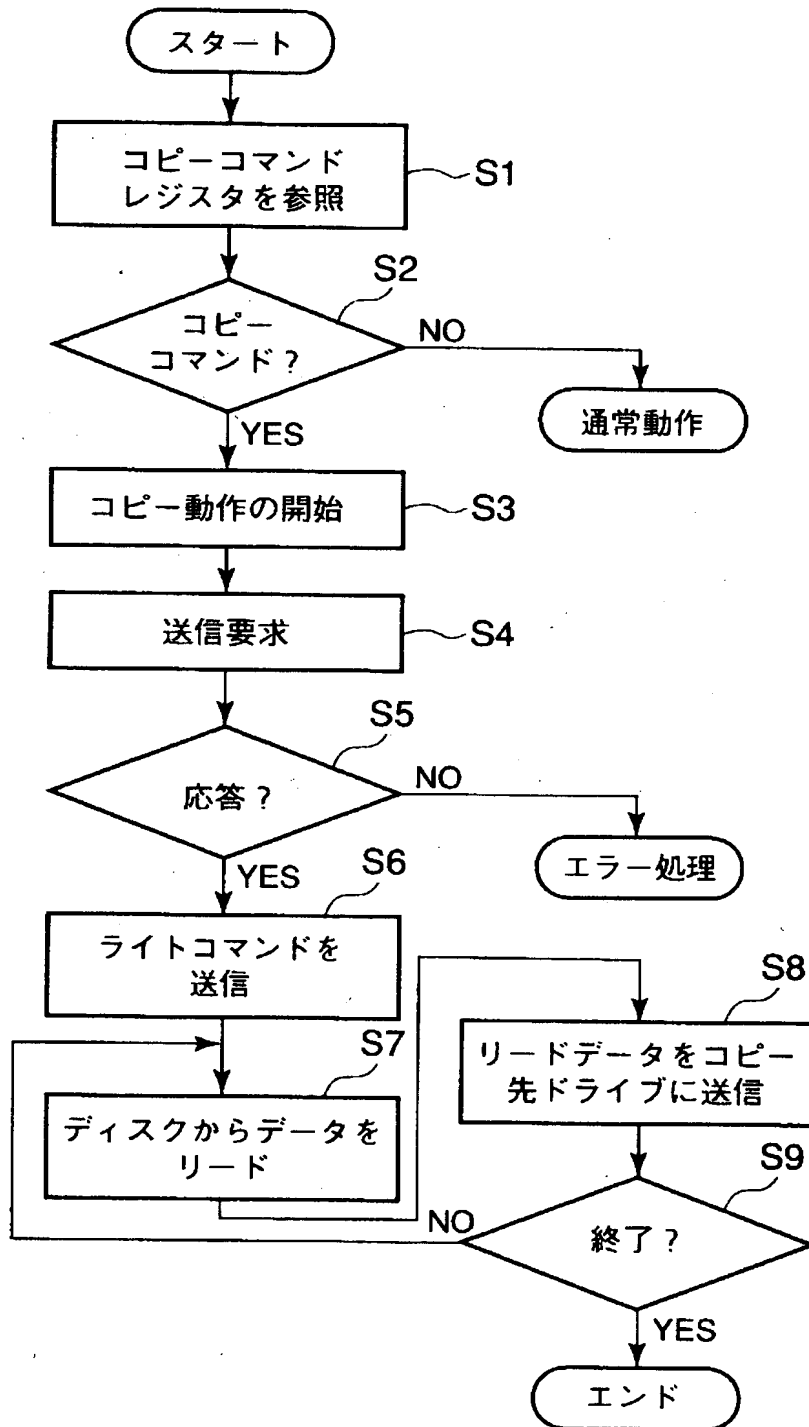 スタート
コピーコマンド
レジスタを参照
S1
S2
コピー
コマンド？
NO
通常動作
YES
コピー動作の開始
S3
送信要求
S4
S5
応答？
NO
エラー処理
YES
S6
ライトコマンドを
送信
S7
ディスクからデータを
リード
S8
リードデータをコピー
先ドライブに送信
S9
終了？
NO
YES
エンド